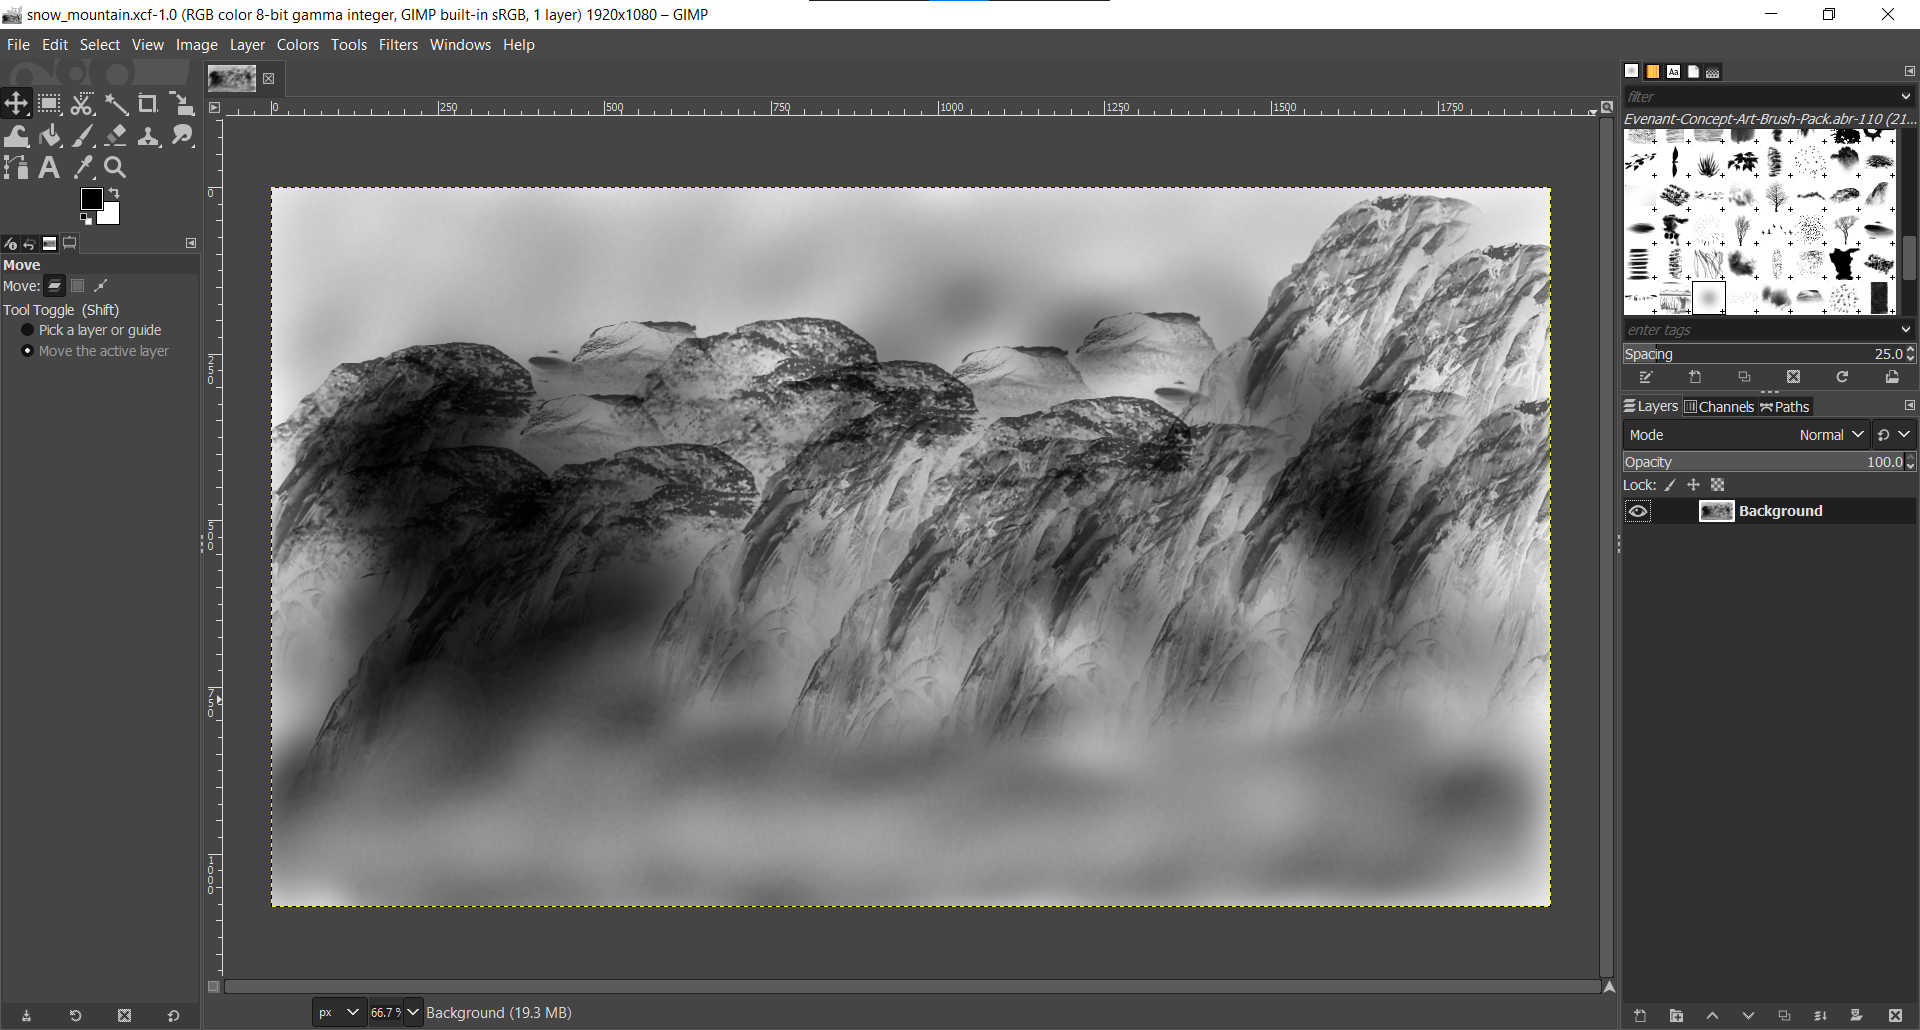 snow_mountain.xcf-1.0 (RGB color 8-bit gamma integer, GIMP built-in sRGB, 1 layer) 1920x1080 – GIMP
File Edit Select View Image Layer Colors Tools Filters Windows Help
0 250 500 750 1000 1250 1500 1750
0
250
500
750
1000
Move
Move:
Tool Toggle (Shift)
Pick a layer or guide
Move the active layer
px 66.7 % Background (19.3 MB)
Aa
filter
Evenant-Concept-Art-Brush-Pack.abr-110 (21...
enter tags
Spacing 25.0
Layers Channels Paths
Mode Normal
Opacity 100.0
Lock:
Background